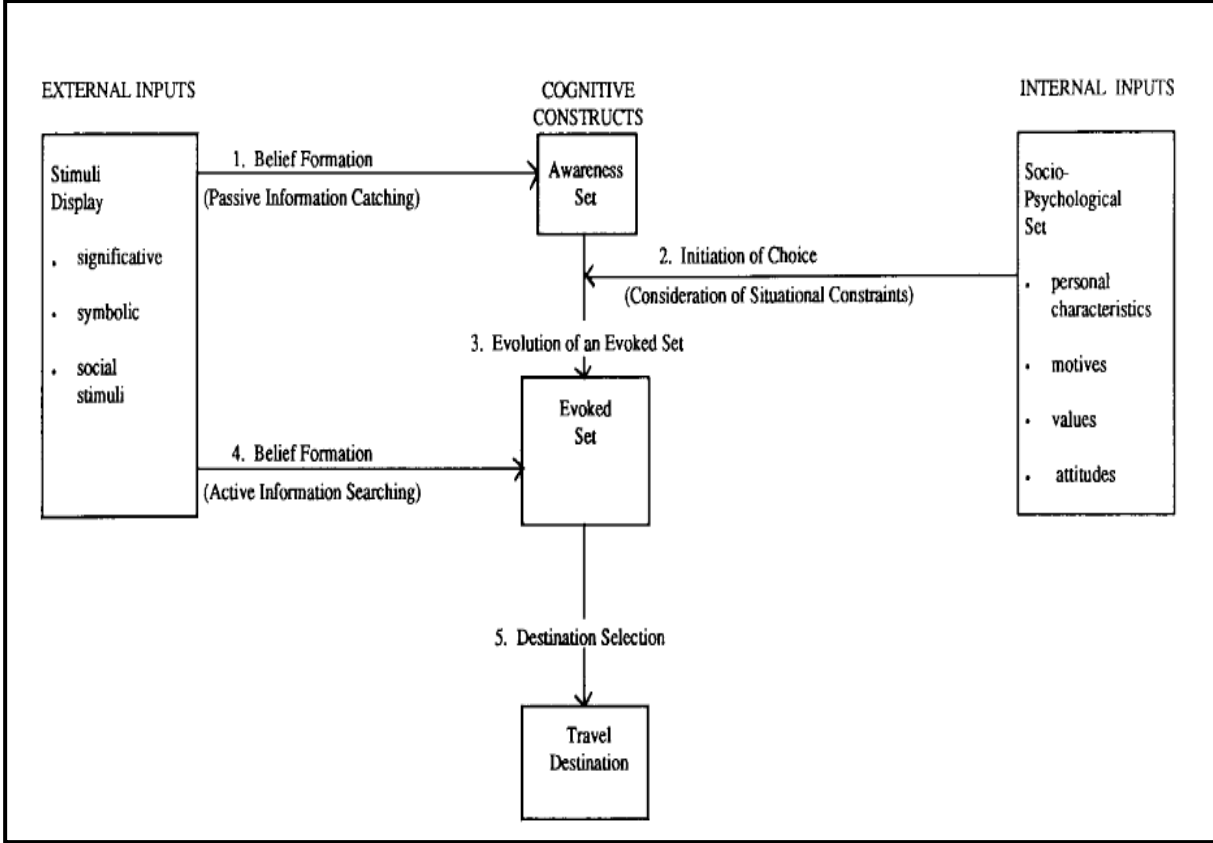 EXTERNAL INPUTS
COGNITIVE
CONSTRUCTS
INTERNAL INPUTS
Stimuli
Display
. significative
· symbolic
· social
stimuli
1. Belief Formation
(Passive Information Catching)
Awareness
Set
2. Initiation of Choice
(Consideration of Situational Constraints)
Socio-
Psychological
Set
· personal
characteristics
· motives
· values
· attitudes
3. Evolution of an Evoked Set
Evoked
Set
4. Belief Formation
(Active Information Searching)
5. Destination Selection
Travel
Destination